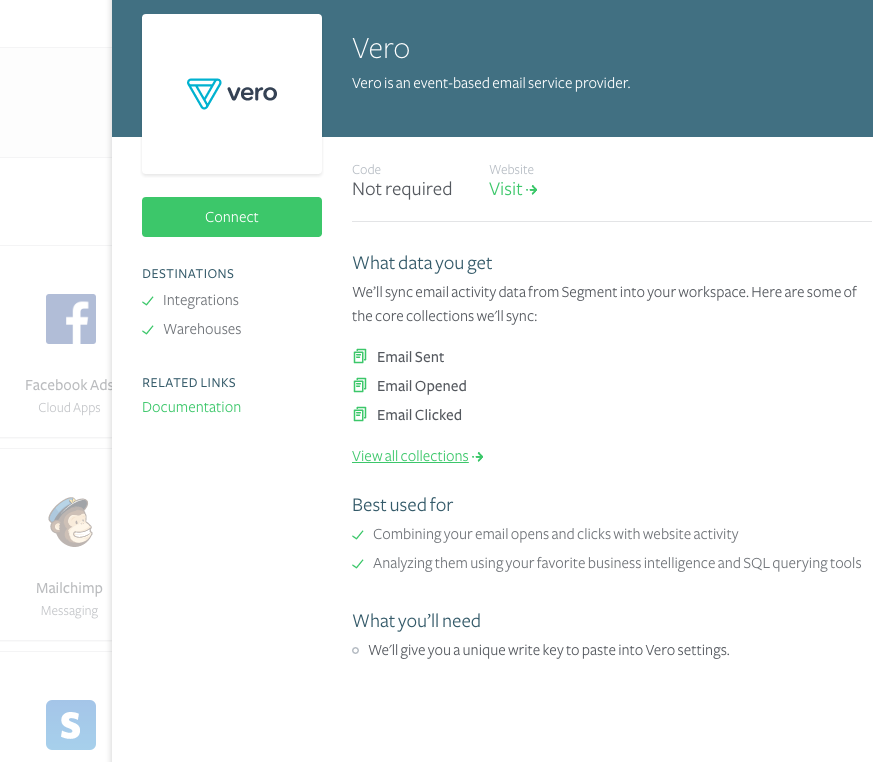 vero
Vero
Vero is an event-based email service provider.
Code
Not required
Website
Visit
Connect
DESTINATIONS
Integrations
Warehouses
RELATED LINKS
Documentation
What data you get
We'll sync email activity data from Segment into your workspace. Here are some of
the core collections we'll sync:
Email Sent
Email Opened
Email Clicked
View all collections
Best used for
Combining your email opens and clicks with website activity
Analyzing them using your favorite business intelligence and SQL querying tools
What you'll need
We'll give you a unique write key to paste into Vero settings.
Facebook Ads
Cloud Apps
Mailchimp
Messaging
S